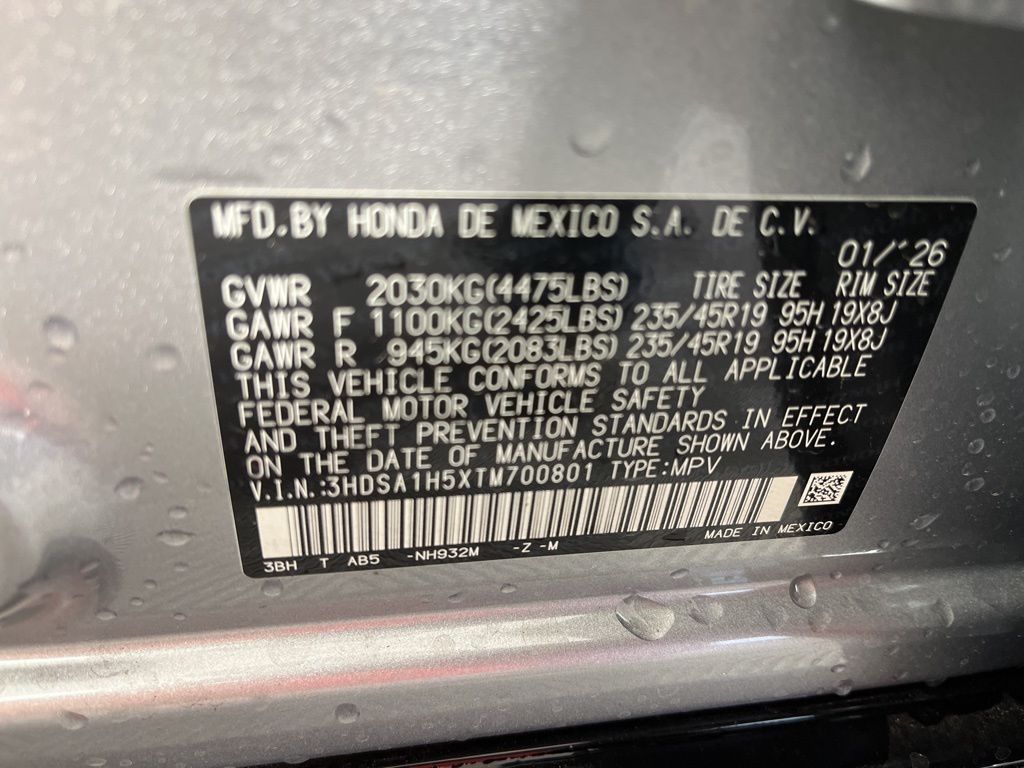 MFD.BY HONDA DE MEXICO S.A. DE C.V.
01/'26
GVWR 2030KG(4475LBS) TIRE SIZE RIM SIZE
GAWR F 1100KG(2425LBS) 235/45R19 95H 19X8J
GAWR R 945KG(2083LBS) 235/45R19 95H 19X8J
THIS VEHICLE CONFORMS TO ALL APPLICABLE
FEDERAL MOTOR VEHICLE SAFETY
AND THEFT PREVENTION STANDARDS IN EFFECT
ON THE DATE OF MANUFACTURE SHOWN ABOVE.
V.I.N.:3HDSA1H5XTM700801 TYPE:MPV
MADE IN MEXICO
3BH T AB5 -NH932M -Z -M